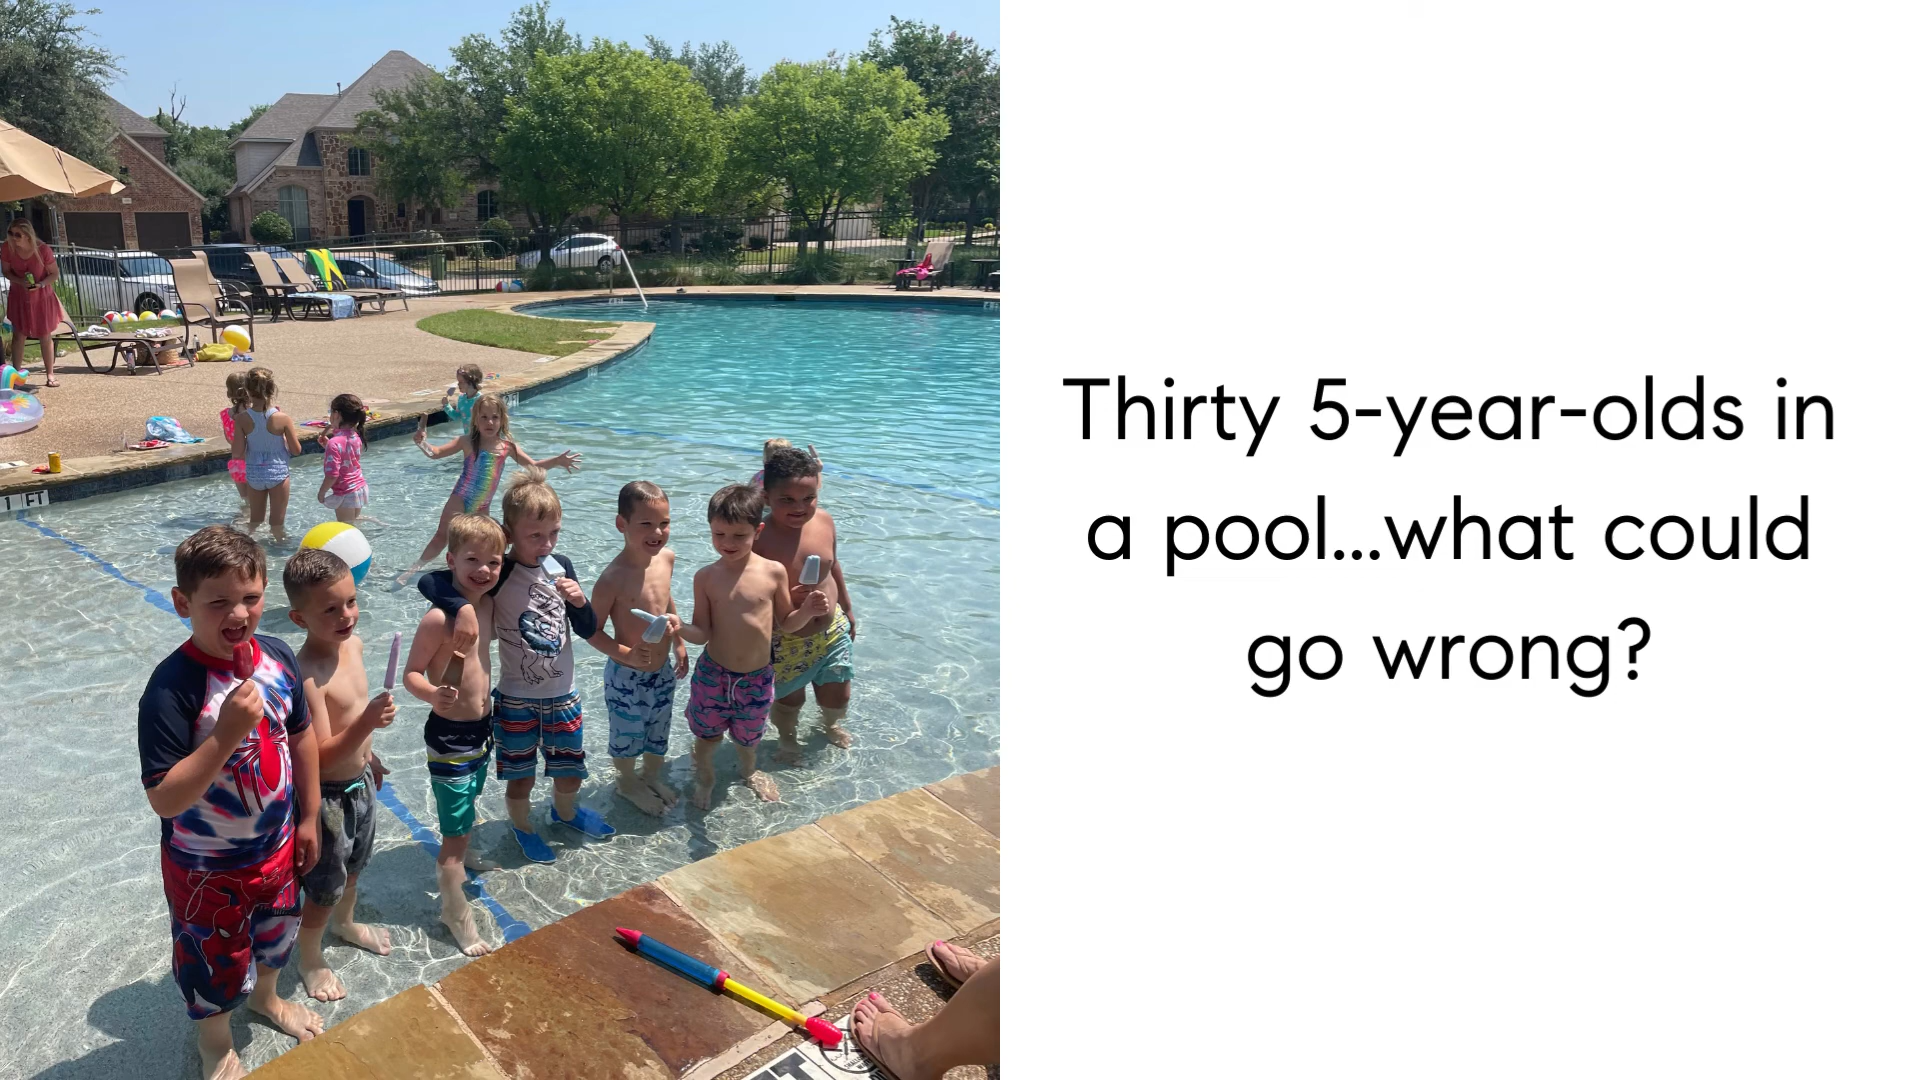 Thirty 5-year-olds in
a pool...what could
go wrong?
1 FT